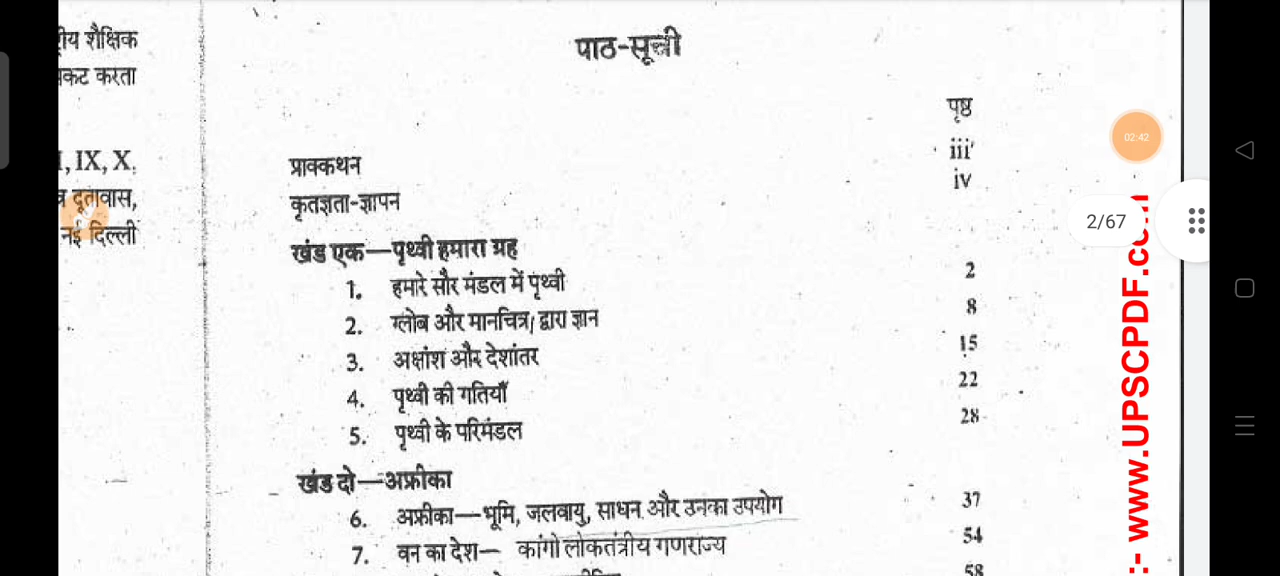 ीय शैक्षिक
कट करता
I, IX, X.
दूतावास,
नई दिल्ली
पाठ-सूची
पृष्ठ
प्राक्कथन iii
कृतज्ञता-ज्ञापन iv
खंड एक—पृथ्वी हमारा ग्रह
1. हमारे सौर मंडल में पृथ्वी 2
2. ग्लोब और मानचित्र द्वारा ज्ञान 8
3. अक्षांश और देशांतर 15
4. पृथ्वी की गतियाँ 22
5. पृथ्वी के परिमंडल 28
खंड दो—अफ्रीका
6. अफ्रीका—भूमि, जलवायु, साधन और उनका उपयोग 37
7. वन का देश— कांगो लोकतंत्रीय गणराज्य 54
58
02:42
2/67
:- www.UPSCPDF.com